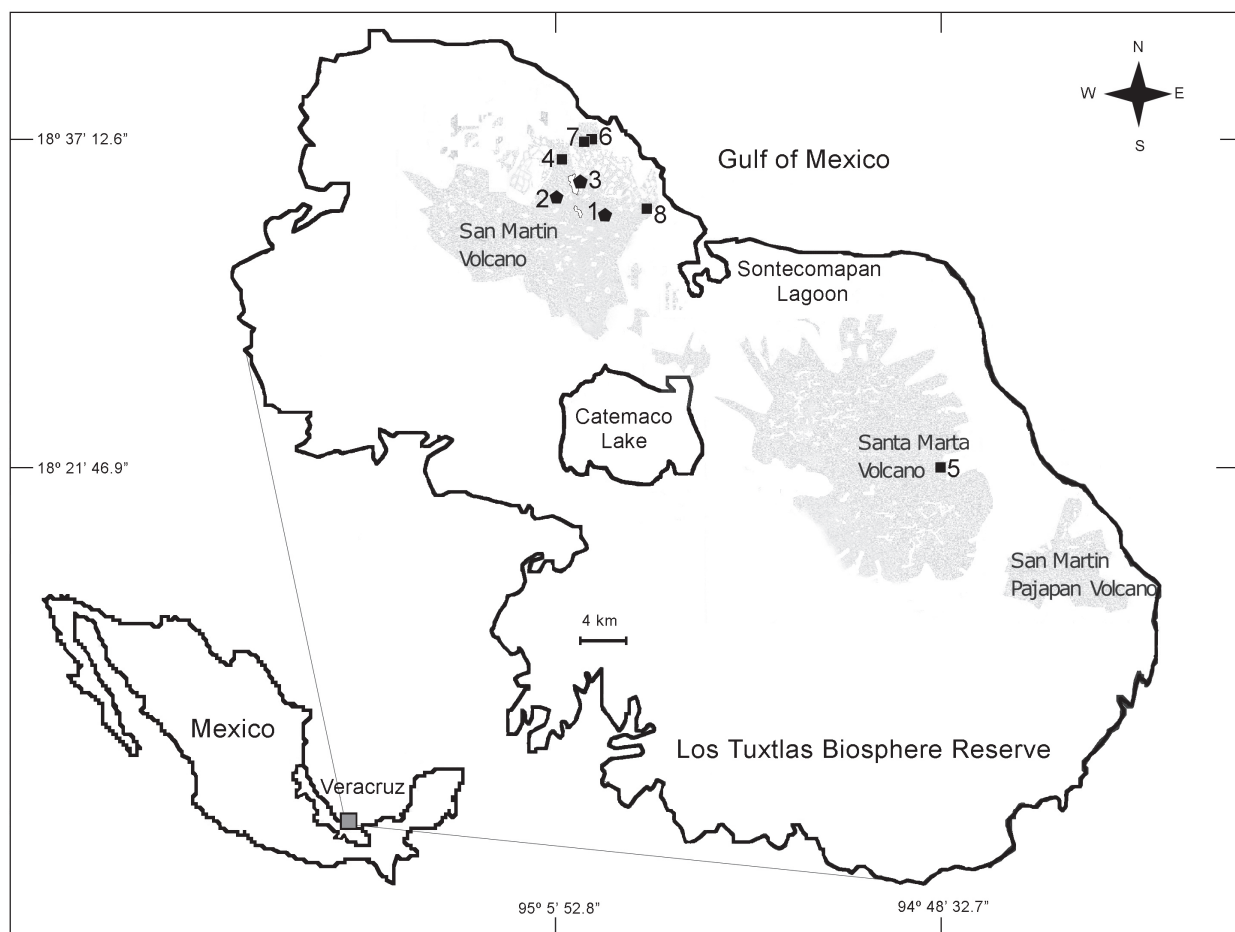 N
W E
S
18º 37’ 12.6”
7 6
4
3
2
1
8
Gulf of Mexico
San Martin
Volcano
Sontecomapan
Lagoon
Catemaco
Lake
Santa Marta
Volcano
5
18º 21’ 46.9”
San Martin
Pajapan Volcano
4 km
Mexico
Veracruz
Los Tuxtlas Biosphere Reserve
95º 5’ 52.8”
94º 48’ 32.7”